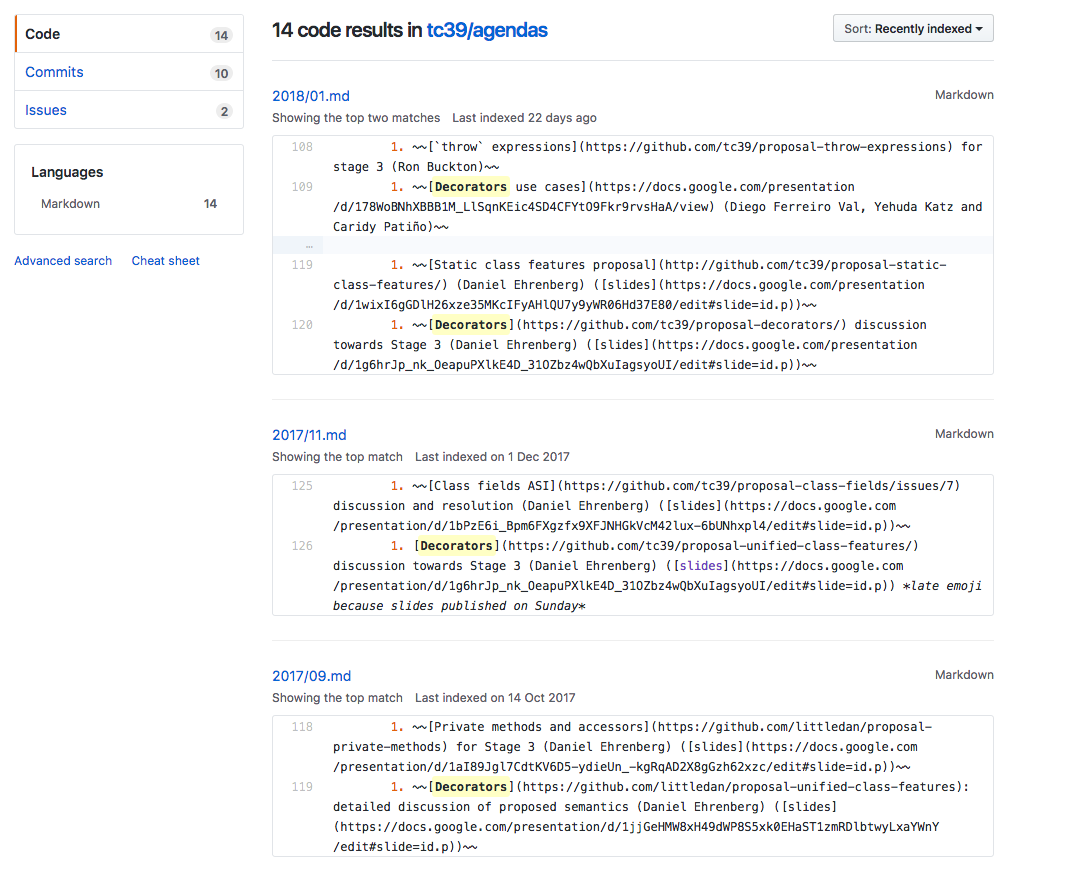 Code 14
Commits 10
Issues 2
Languages
Markdown 14
Advanced search Cheat sheet
14 code results in tc39/agendas
Sort: Recently indexed
2018/01.md Markdown
Showing the top two matches Last indexed 22 days ago
108 1. ~~[`throw` expressions](https://github.com/tc39/proposal-throw-expressions) for
stage 3 (Ron Buckton)~~
109 1. ~~[Decorators use cases](https://docs.google.com/presentation
/d/178WoBNhXBBB1M_LlSqnKEic4SD4CFYtO9Fkr9rvsHaA/view) (Diego Ferreiro Val, Yehuda Katz and
Caridy Patiño)~~
…
119 1. ~~[Static class features proposal](http://github.com/tc39/proposal-static-
class-features/) (Daniel Ehrenberg) ([slides](https://docs.google.com/presentation
/d/1wixI6gGDlH26xze35MKcIFyAHlQU7y9yWR06Hd37E80/edit#slide=id.p))~~
120 1. ~~[Decorators](https://github.com/tc39/proposal-decorators/) discussion
towards Stage 3 (Daniel Ehrenberg) ([slides](https://docs.google.com/presentation
/d/1g6hrJp_nk_OeapuPXlkE4D_31OZbz4wQbXuIagsyoUI/edit#slide=id.p))~~
2017/11.md Markdown
Showing the top match Last indexed on 1 Dec 2017
125 1. ~~[Class fields ASI](https://github.com/tc39/proposal-class-fields/issues/7)
discussion and resolution (Daniel Ehrenberg) ([slides](https://docs.google.com
/presentation/d/1bPzE6i_Bpm6FXgzfx9XFJNHGkVcM42lux-6bUNhxpl4/edit#slide=id.p))~~
126 1. [Decorators](https://github.com/tc39/proposal-unified-class-features/)
discussion towards Stage 3 (Daniel Ehrenberg) ([slides](https://docs.google.com
/presentation/d/1g6hrJp_nk_OeapuPXlkE4D_31OZbz4wQbXuIagsyoUI/edit#slide=id.p)) *late emoji
because slides published on Sunday*
2017/09.md Markdown
Showing the top match Last indexed on 14 Oct 2017
118 1. ~~[Private methods and accessors](https://github.com/littledan/proposal-
private-methods) for Stage 3 (Daniel Ehrenberg) ([slides](https://docs.google.com
/presentation/d/1aI89Jgl7CdtKV6D5-ydieUn_-kgRqAD2X8gGzh62xzc/edit#slide=id.p))~~
119 1. ~~[Decorators](https://github.com/littledan/proposal-unified-class-features):
detailed discussion of proposed semantics (Daniel Ehrenberg) ([slides]
(https://docs.google.com/presentation/d/1jjGeHMW8xH49dWP8S5xk0EHaST1zmRDlbtwyLxaYWnY
/edit#slide=id.p))~~